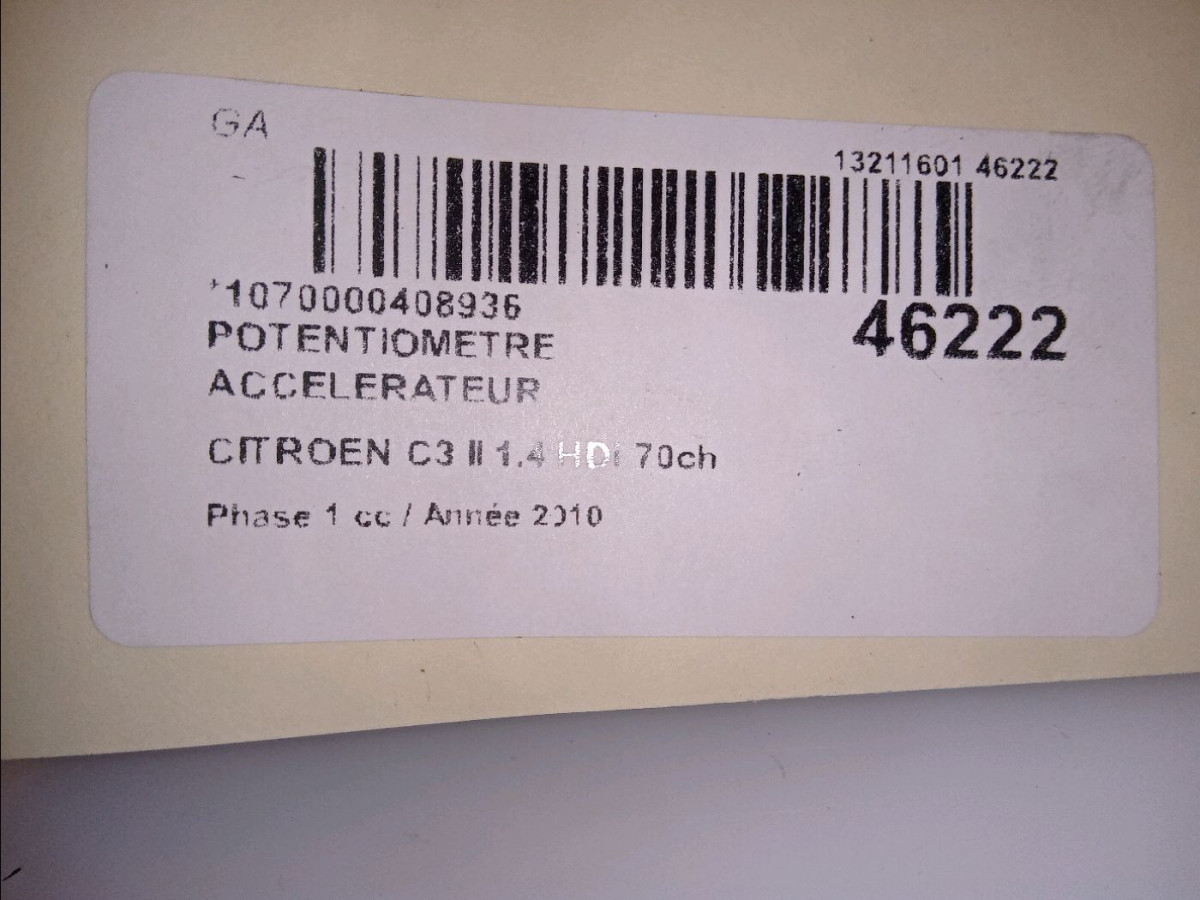 GA
13211601 46222
*1070000408936
46222
POTENTIOMETRE
ACCELERATEUR
CITROEN C3 II 1.4 HDi 70ch
Phase 1 cc / Année 2010